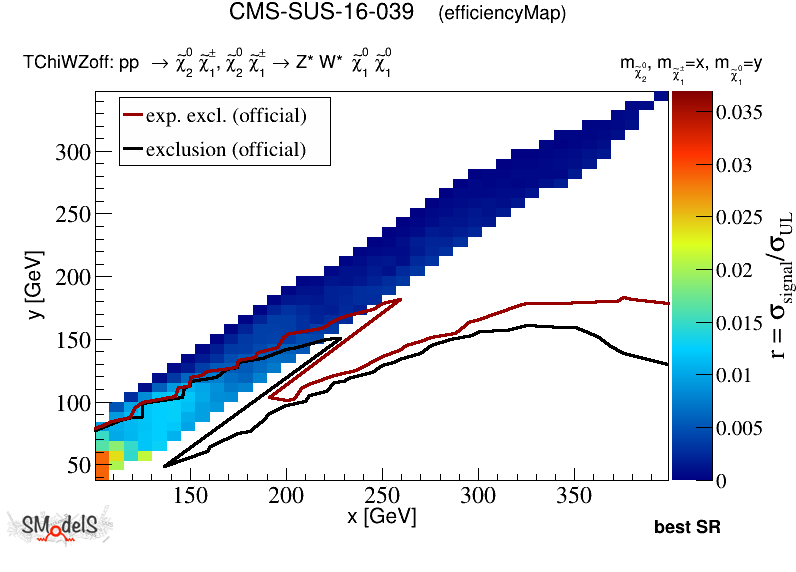 CMS-SUS-16-039 (efficiencyMap)
TChiWZoff: pp → χ̃₂⁰ χ̃₁±, χ̃₂⁰ χ̃₁± → Z* W* χ̃₁⁰ χ̃₁⁰
m_χ̃₂⁰, m_χ̃₁±=x, m_χ̃₁⁰=y
exp. excl. (official)
exclusion (official)
300
250
200
150
100
50
y [GeV]
150 200 250 300 350
x [GeV]
0.035
0.03
0.025
0.02
0.015
0.01
0.005
0
r = σ_signal/σ_UL
SModelS
best SR